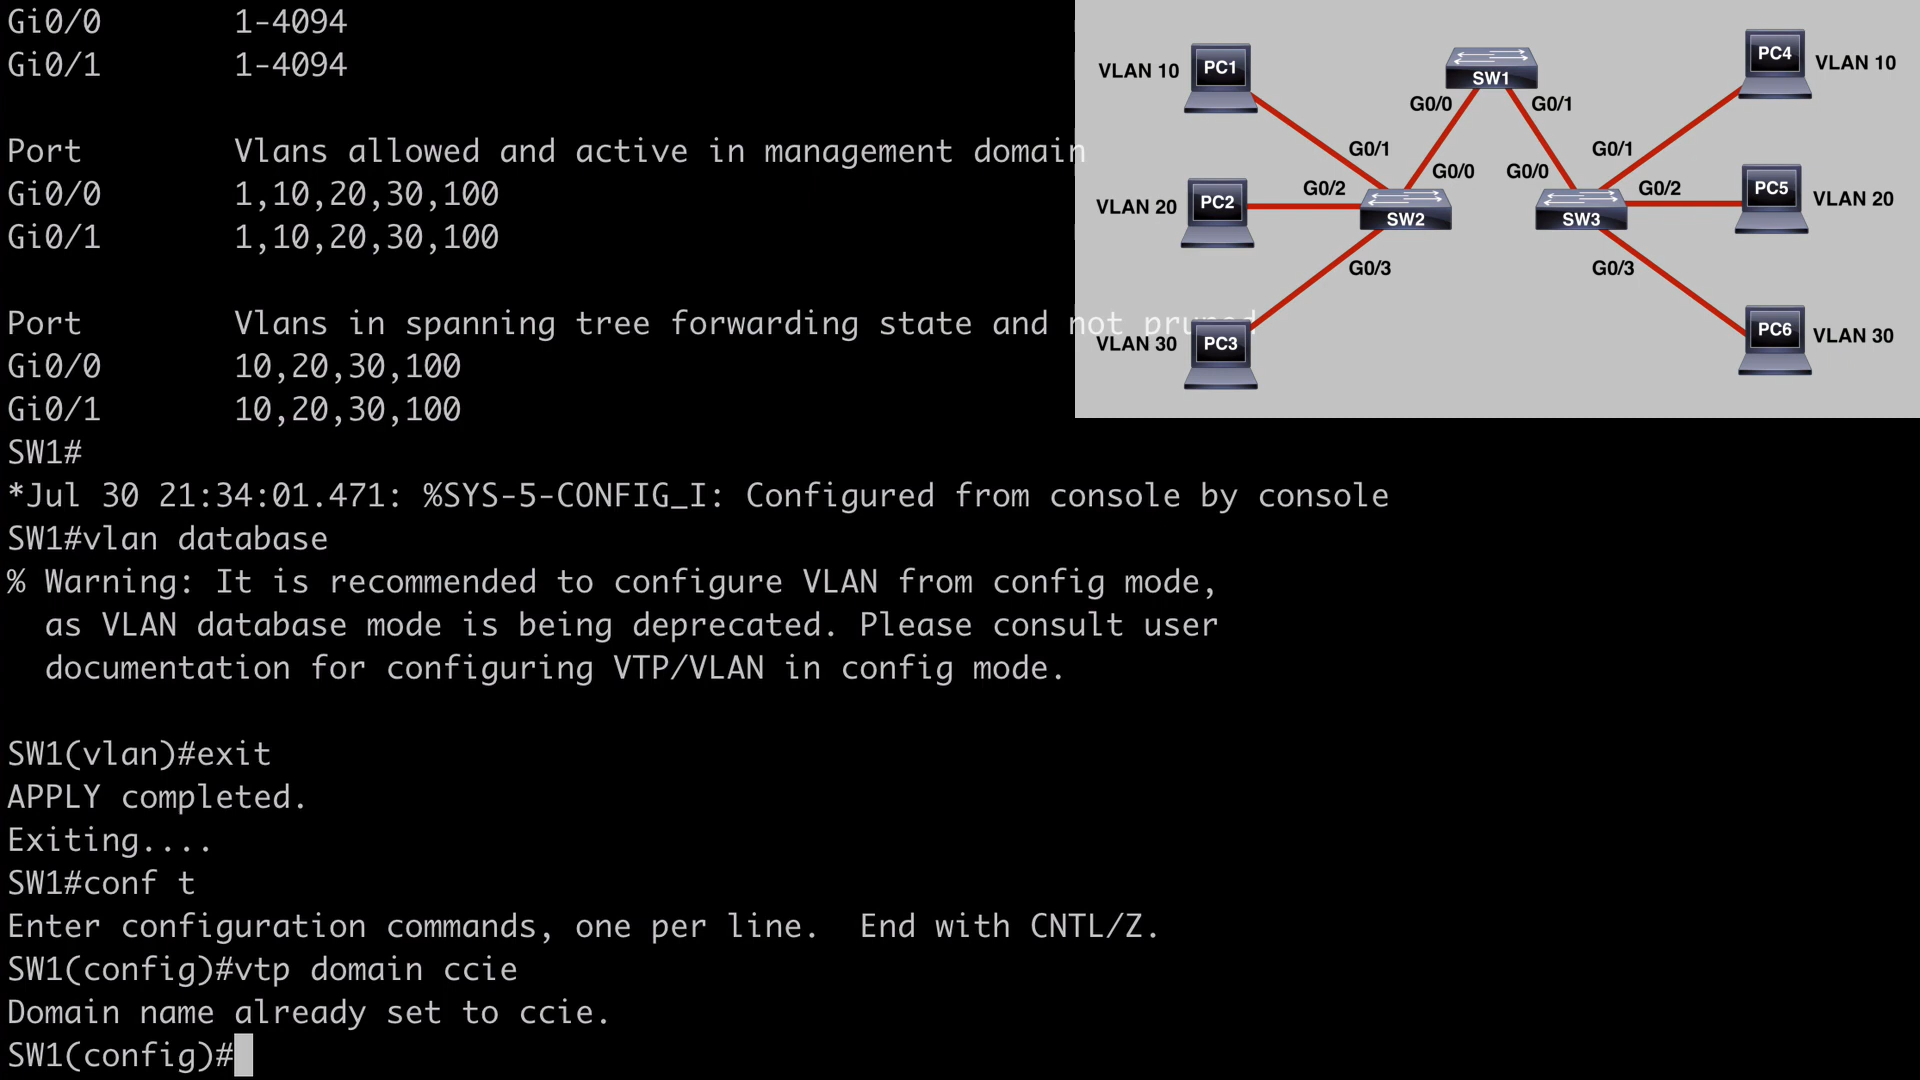 Gi0/0 1-4094
Gi0/1 1-4094
Port Vlans allowed and active in management domain
Gi0/0 1,10,20,30,100
Gi0/1 1,10,20,30,100
Port Vlans in spanning tree forwarding state and not pruned
Gi0/0 10,20,30,100
Gi0/1 10,20,30,100
SW1#
*Jul 30 21:34:01.471: %SYS-5-CONFIG_I: Configured from console by console
SW1#vlan database
% Warning: It is recommended to configure VLAN from config mode,
as VLAN database mode is being deprecated. Please consult user
documentation for configuring VTP/VLAN in config mode.
SW1(vlan)#exit
APPLY completed.
Exiting....
SW1#conf t
Enter configuration commands, one per line.  End with CNTL/Z.
SW1(config)#vtp domain ccie
Domain name already set to ccie.
SW1(config)#
VLAN 10 PC1 SW1 PC4 VLAN 10
G0/0 G0/1
G0/1 G0/1
G0/0 G0/0
VLAN 20 PC2 G0/2 SW2 SW3 G0/2 PC5 VLAN 20
G0/3 G0/3
VLAN 30 PC3 PC6 VLAN 30